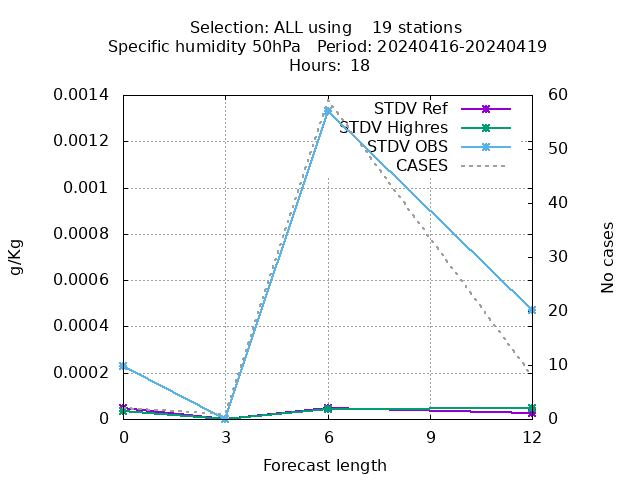 Selection: ALL using    19 stations
Specific humidity 50hPa   Period: 20240416-20240419
Hours: 18
0.0014
0.0012
0.001
0.0008
0.0006
0.0004
0.0002
0
g/Kg
STDV Ref
STDV Highres
STDV OBS
CASES
60
50
40
30
20
10
0
No cases
0 3 6 9 12
Forecast length